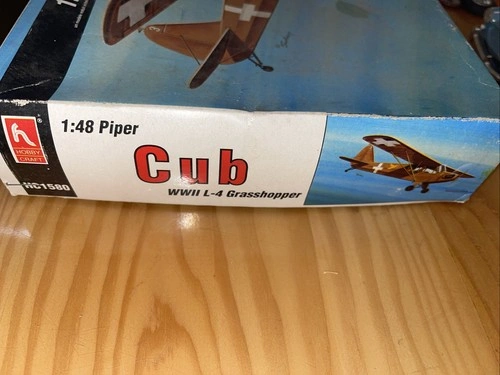 1:48 Piper
HOBBY
CRAFT
Cub
HC1580
WWII L-4 Grasshopper